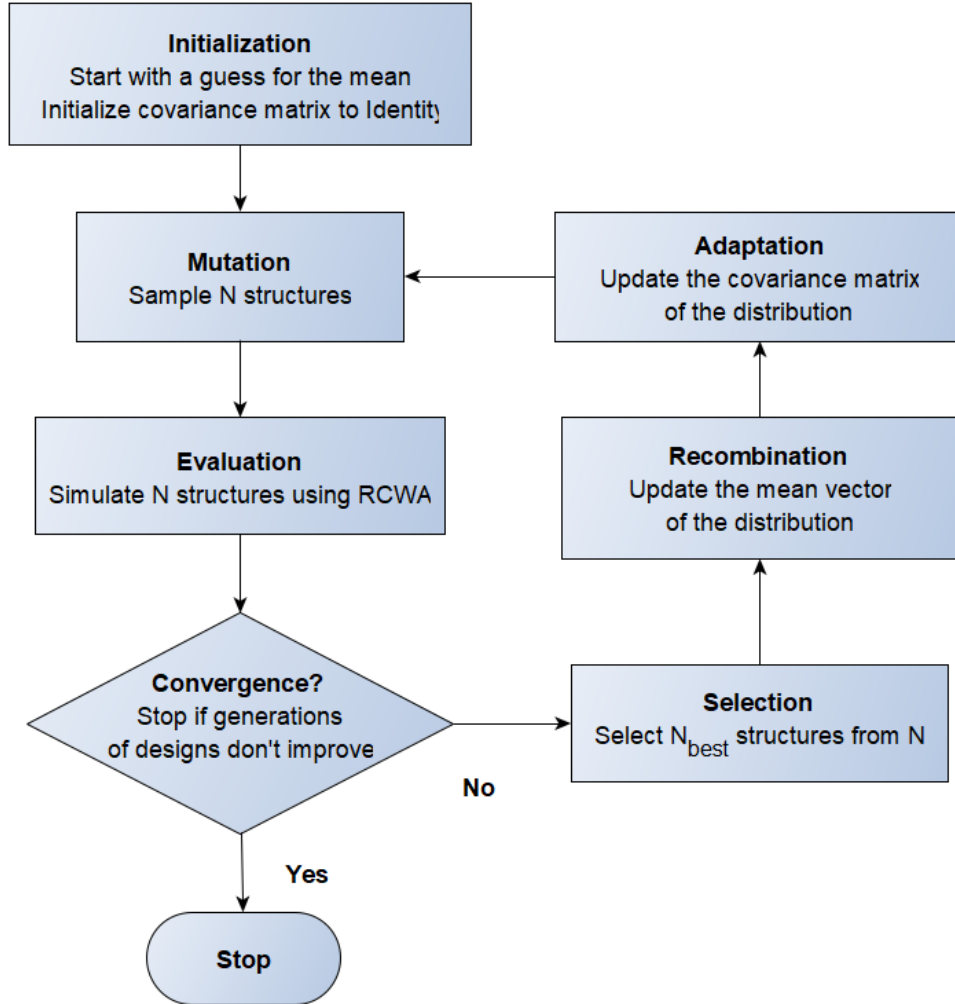 Initialization
Start with a guess for the mean
Initialize covariance matrix to Identity
Mutation
Sample N structures
Evaluation
Simulate N structures using RCWA
Convergence?
Stop if generations
of designs don't improve
No
Yes
Stop
Selection
Select N_best structures from N
Recombination
Update the mean vector
of the distribution
Adaptation
Update the covariance matrix
of the distribution